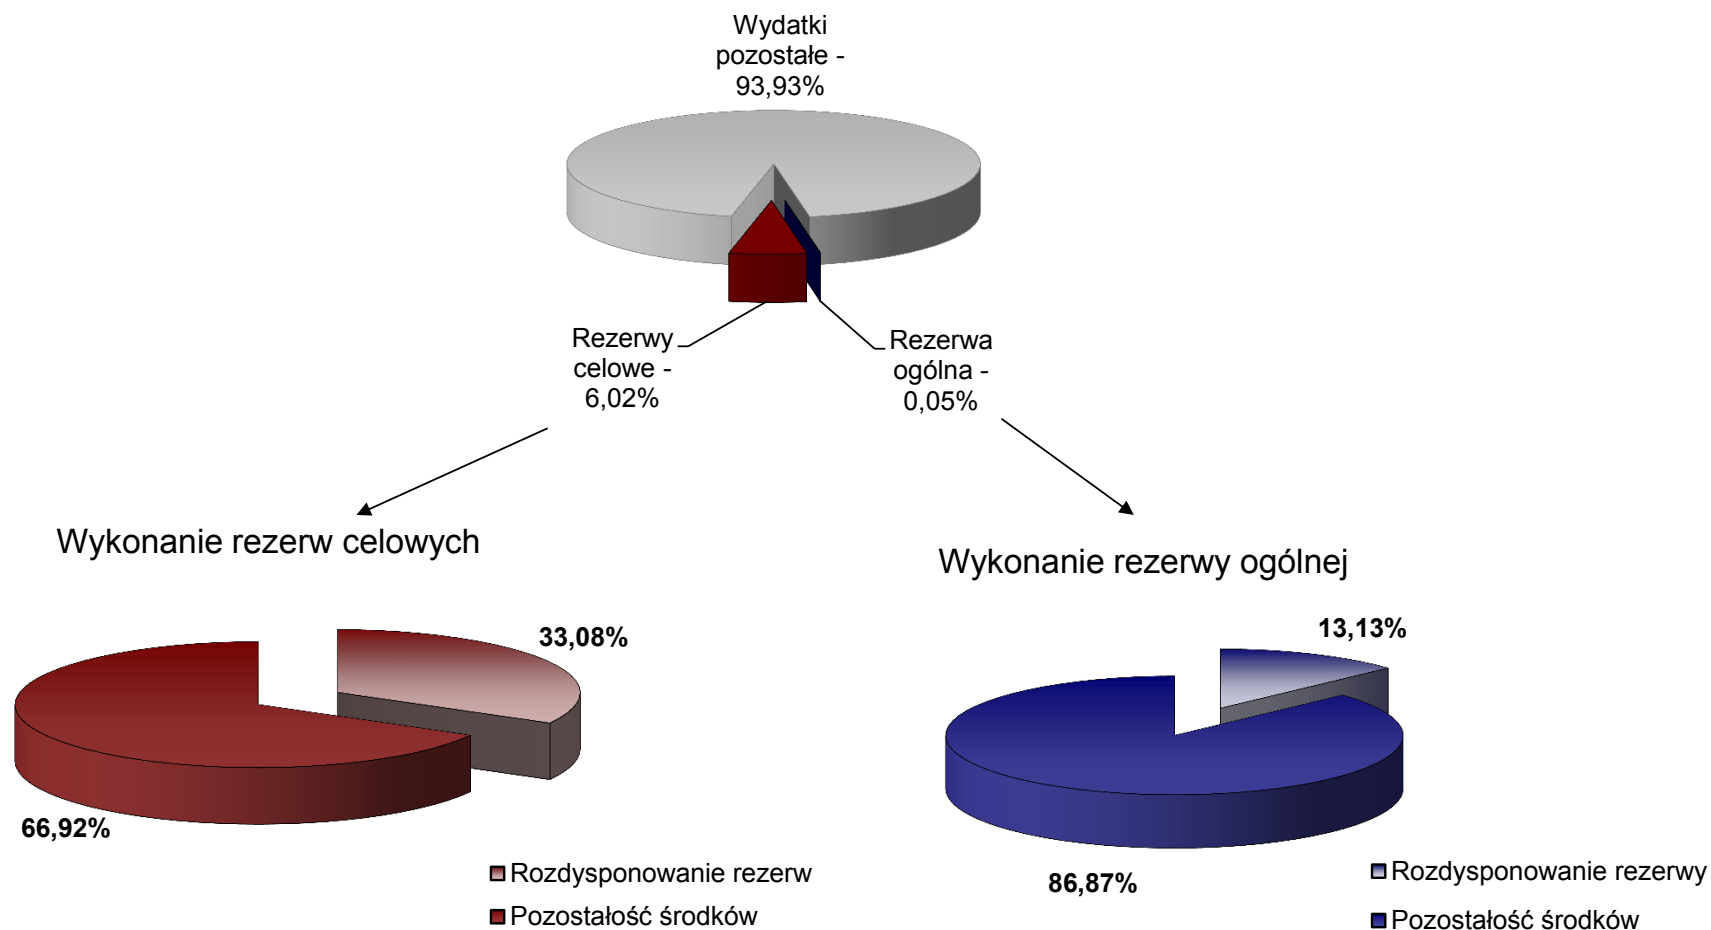 Wydatki
pozostałe -
93,93%
Rezerwy
celowe -
6,02%
Rezerwa
ogólna -
0,05%
Wykonanie rezerw celowych
33,08%
66,92%
Rozdysponowanie rezerw
Pozostałość środków
Wykonanie rezerwy ogólnej
13,13%
86,87%
Rozdysponowanie rezerwy
Pozostałość środków